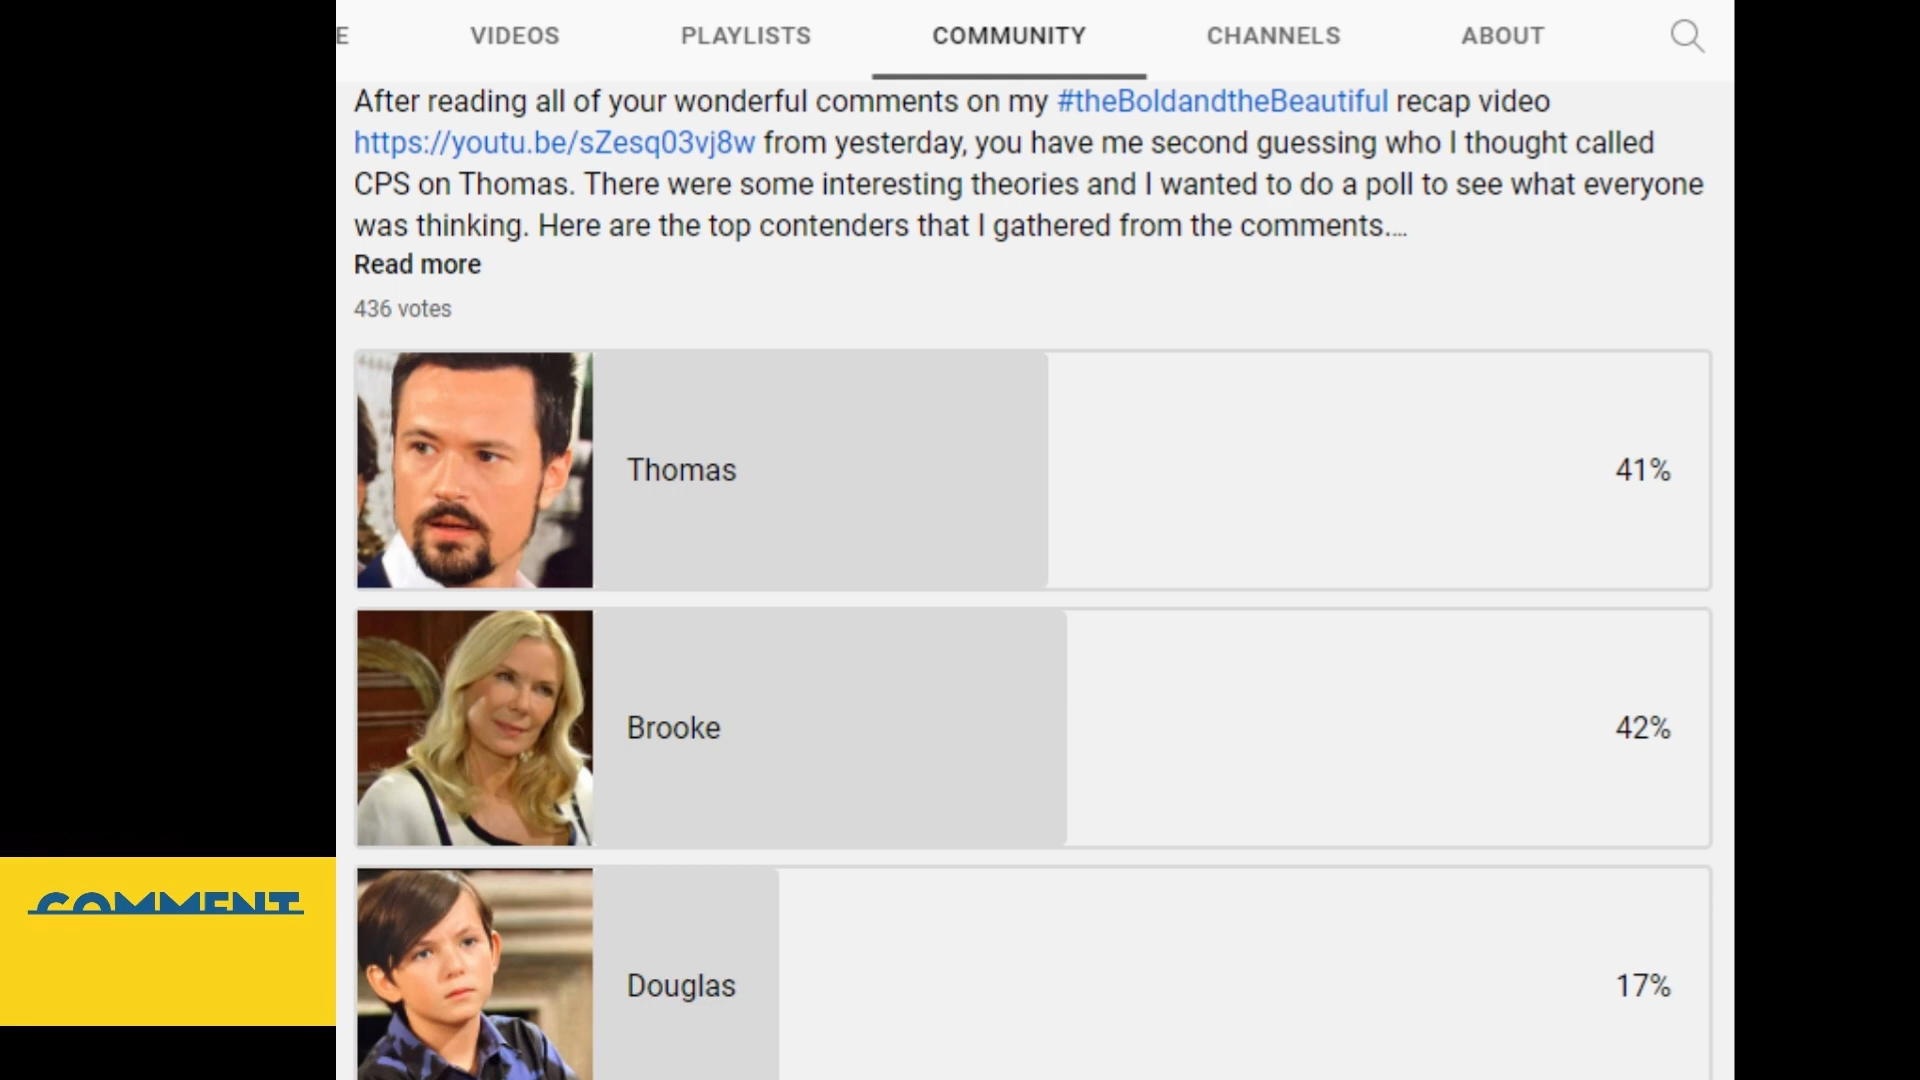 E VIDEOS PLAYLISTS COMMUNITY CHANNELS ABOUT
After reading all of your wonderful comments on my #theBoldandtheBeautiful recap video
https://youtu.be/sZesq03vj8w from yesterday, you have me second guessing who I thought called
CPS on Thomas. There were some interesting theories and I wanted to do a poll to see what everyone
was thinking. Here are the top contenders that I gathered from the comments....
Read more
436 votes
Thomas 41%
Brooke 42%
COMMENT
Douglas 17%